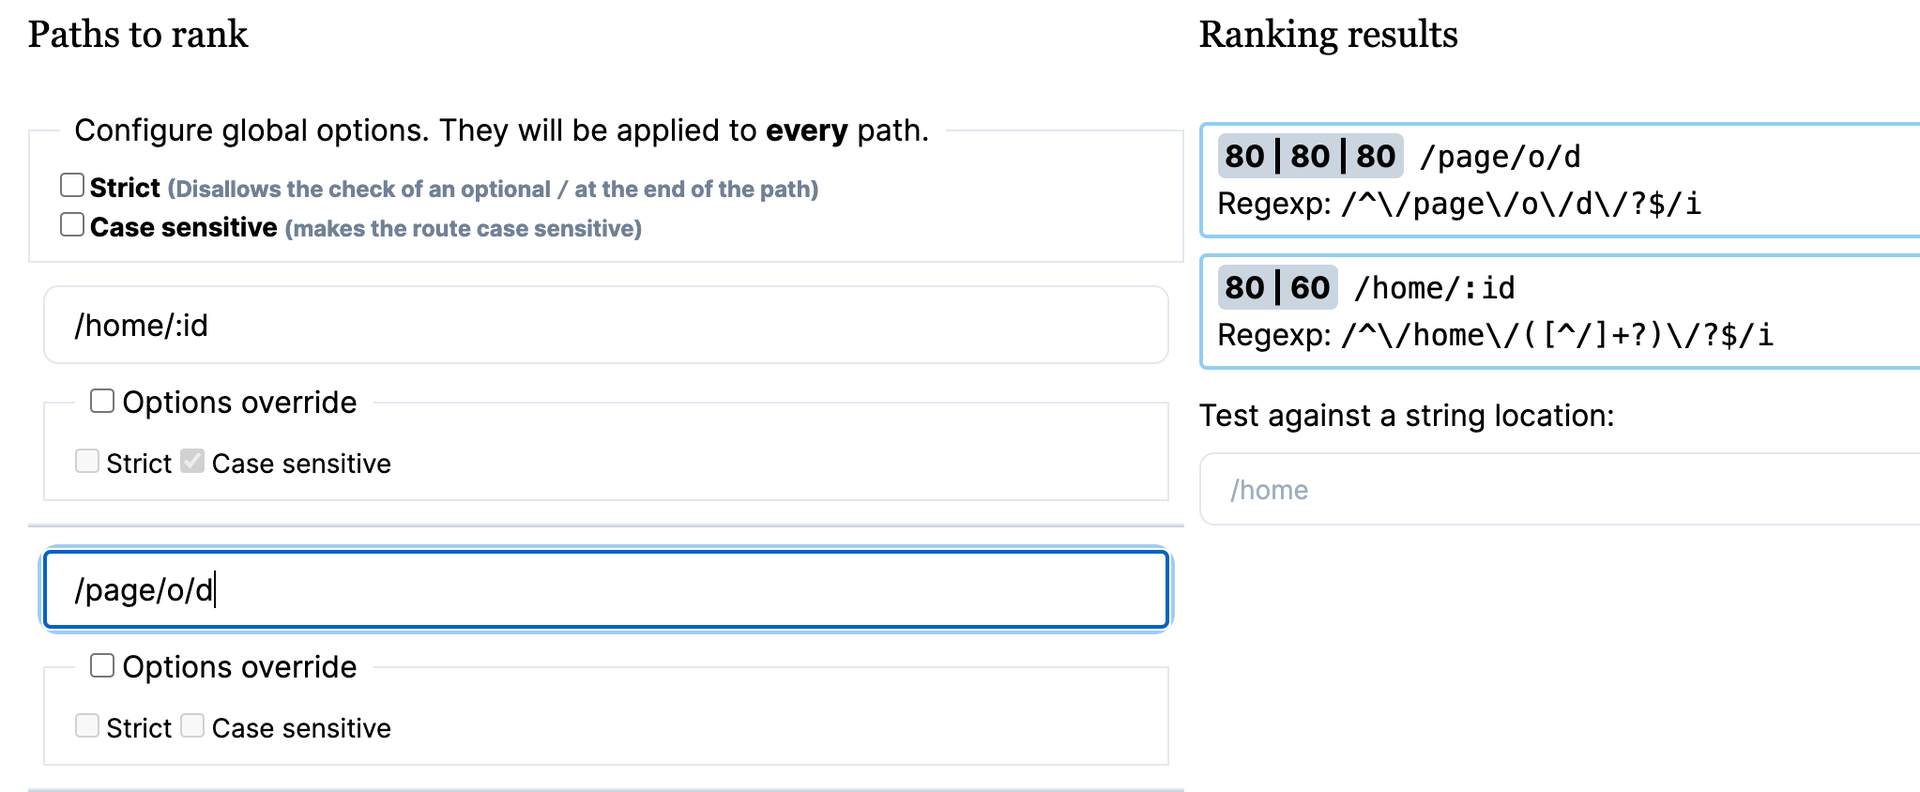 Paths to rank
Configure global options. They will be applied to every path.
Strict (Disallows the check of an optional / at the end of the path)
Case sensitive (makes the route case sensitive)
/home/:id
Options override
Strict Case sensitive
/page/o/d
Options override
Strict Case sensitive
Ranking results
80 | 80 | 80 /page/o/d
Regexp: /^\/page\/o\/d\/?$/i
80 | 60 /home/:id
Regexp: /^\/home\/([^/]+?)\/?$/i
Test against a string location:
/home